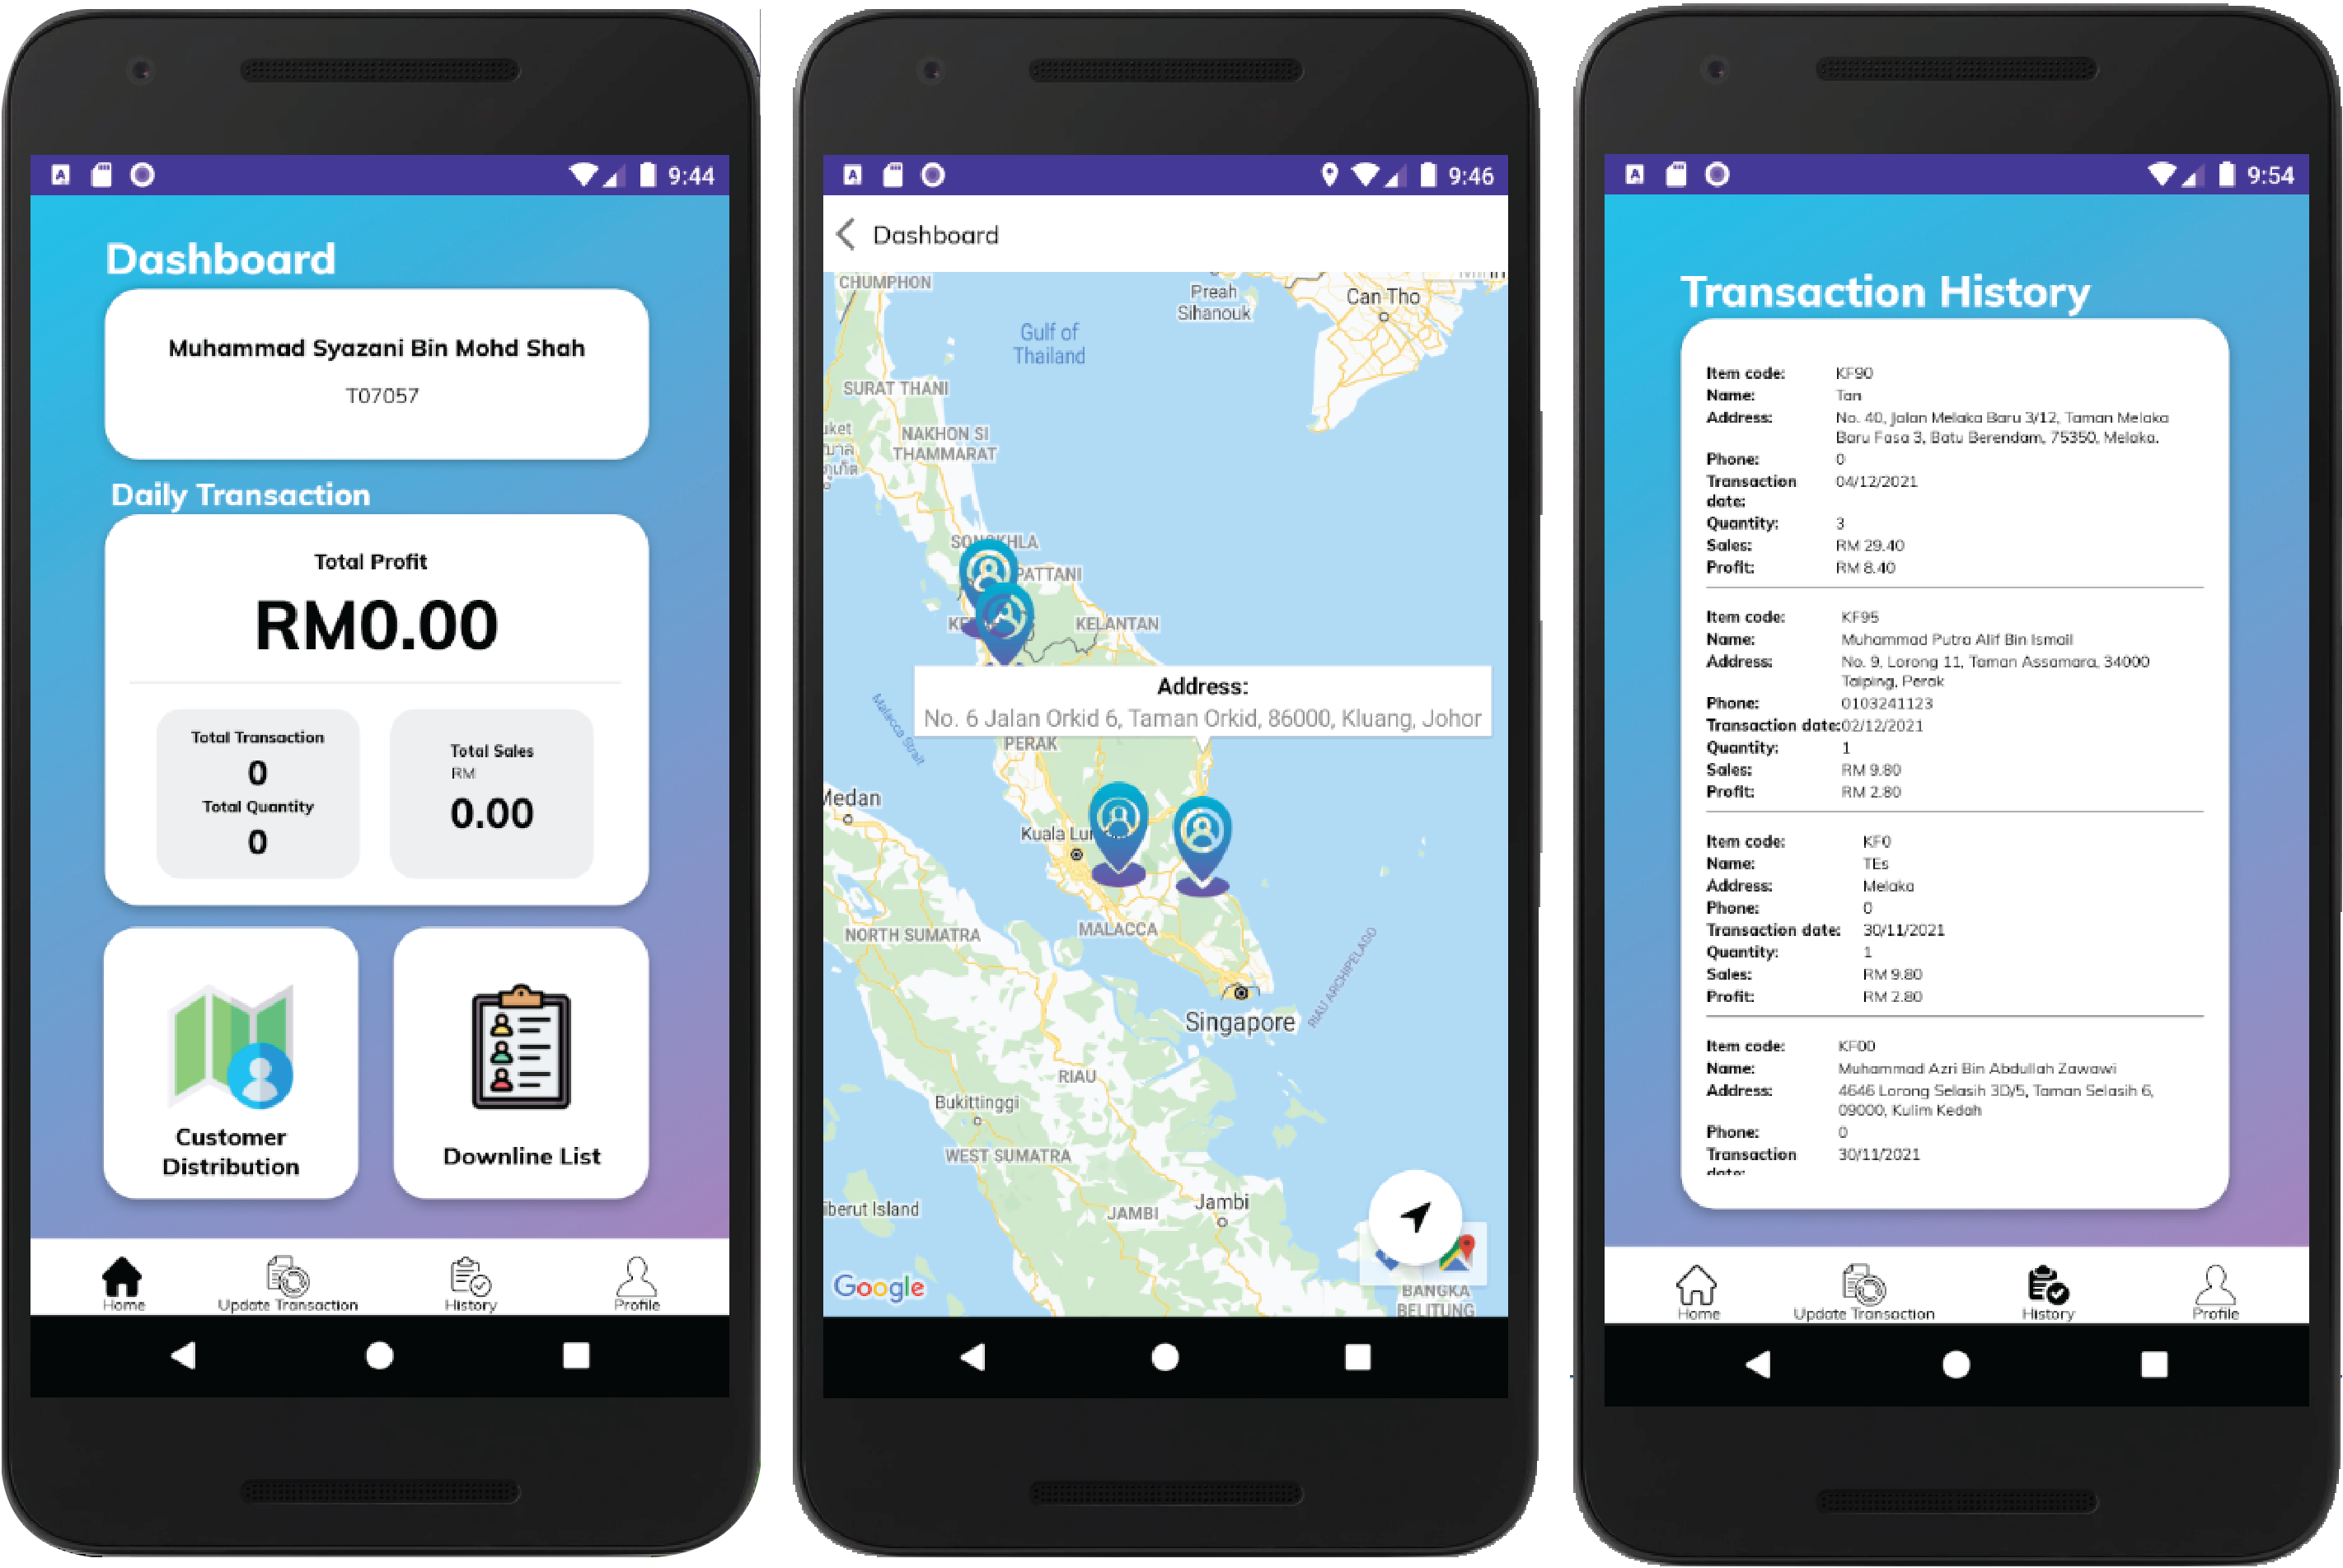 9:44
Dashboard
Muhammad Syazani Bin Mohd Shah
T07057
Daily Transaction
Total Profit
RM0.00
Total Transaction
0
Total Quantity
0
Total Sales
RM
0.00
Customer
Distribution
Downline List
Home
Update Transaction
History
Profile
9:46
Dashboard
CHUMPHON
Preah
Sihanouk
Can Tho
Gulf of
Thailand
SURAT THANI
NAKHON SI
THAMMARAT
PATTANI
KELANTAN
Address:
No. 6 Jalan Orkid 6, Taman Orkid, 86000, Kluang, Johor
Malacca Strait
PERAK
Medan
Kuala Lu
MALACCA
NORTH SUMATRA
RIAU ARCHIPELAGO
Singapore
RIAU
Bukittinggi
WEST SUMATRA
iberut Island
JAMBI
Jambi
Google
BANGKA
BELITUNG
9:54
Transaction History
Item code: KF90
Name: Tan
Address: No. 40, Jalan Melaka Baru 3/12, Taman Melaka
Baru Fasa 3, Batu Berendam, 75350, Melaka.
Phone: 0
Transaction 04/12/2021
date:
Quantity: 3
Sales: RM 29.40
Profit: RM 8.40
Item code: KF95
Name: Muhammad Putra Alif Bin Ismail
Address: No. 9, Lorong 11, Taman Assamara, 34000
Taiping, Perak
Phone: 0103241123
Transaction date: 02/12/2021
Quantity: 1
Sales: RM 9.80
Profit: RM 2.80
Item code: KF0
Name: TEs
Address: Melaka
Phone: 0
Transaction date: 30/11/2021
Quantity: 1
Sales: RM 9.80
Profit: RM 2.80
Item code: KF00
Name: Muhammad Azri Bin Abdullah Zawawi
Address: 4646 Lorong Selasih 3D/5, Taman Selasih 6,
09000, Kulim Kedah
Phone: 0
Transaction 30/11/2021
date:
Home
Update Transaction
History
Profile